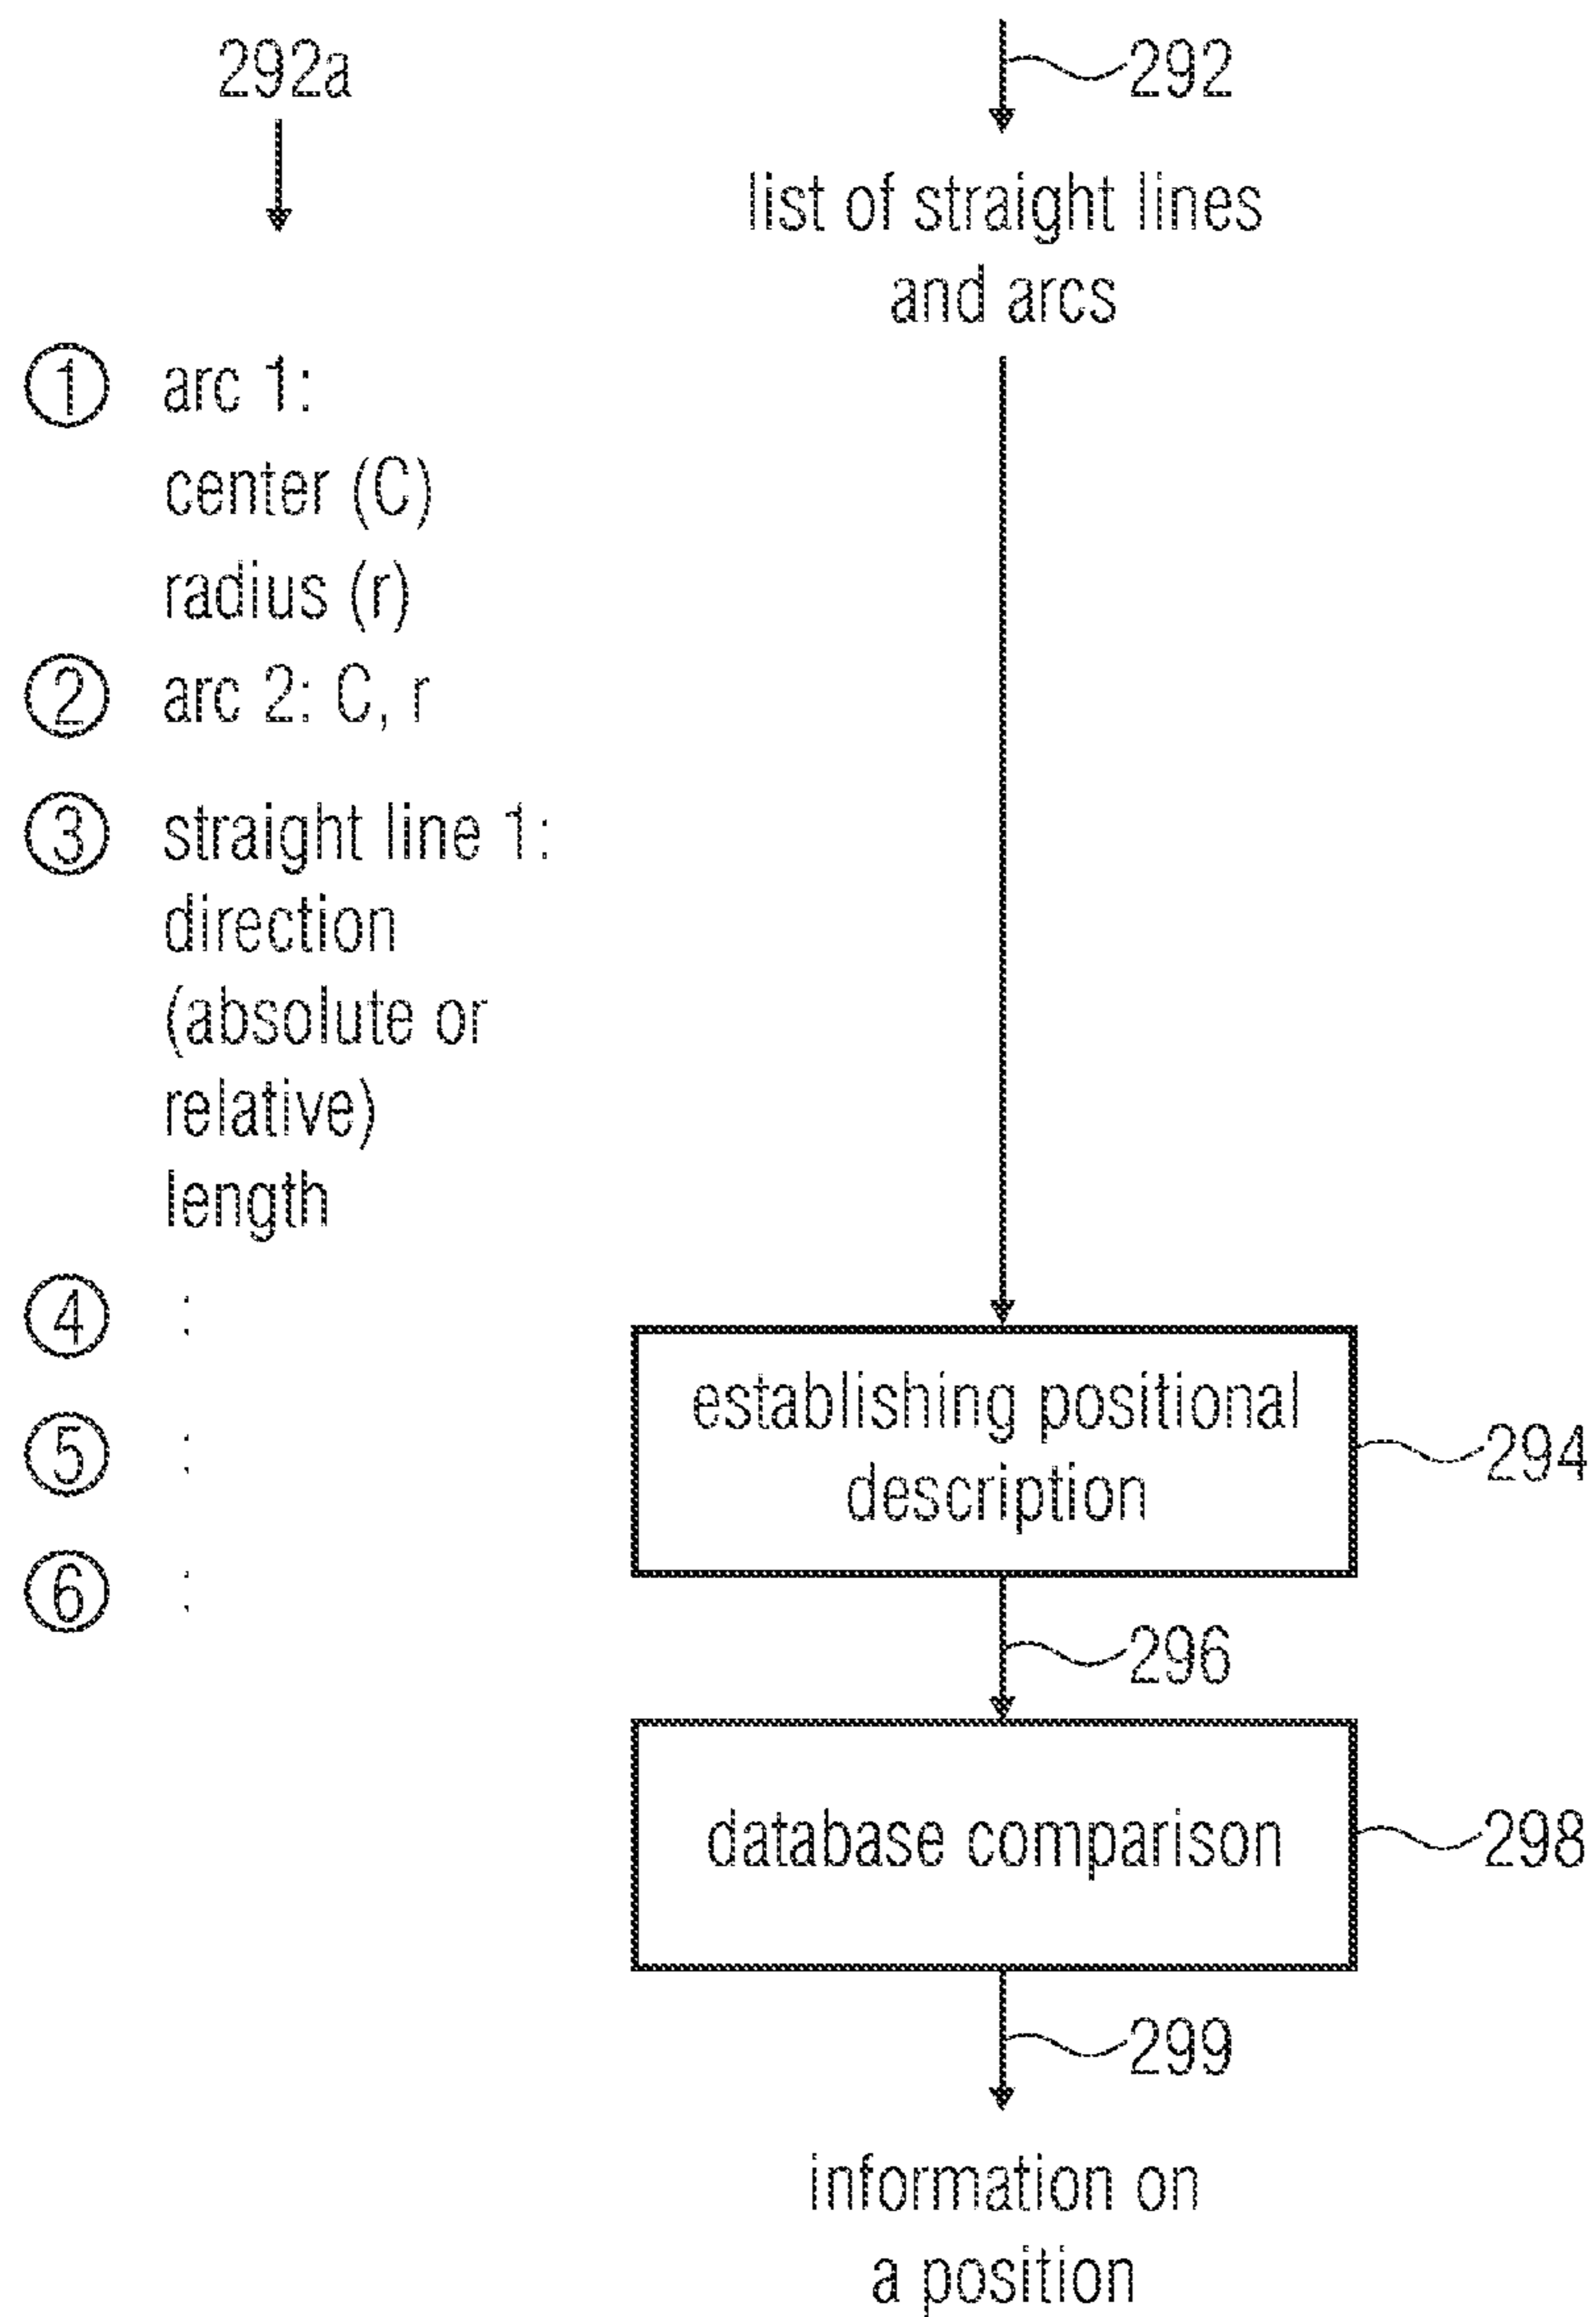 292a
292
list of straight lines
and arcs
1 arc 1:
center (C)
radius (r)
2 arc 2: C, r
3 straight line 1:
direction
(absolute or
relative)
length
4 :
5 :
6 :
establishing positional
description
294
296
database comparison
298
299
information on
a position